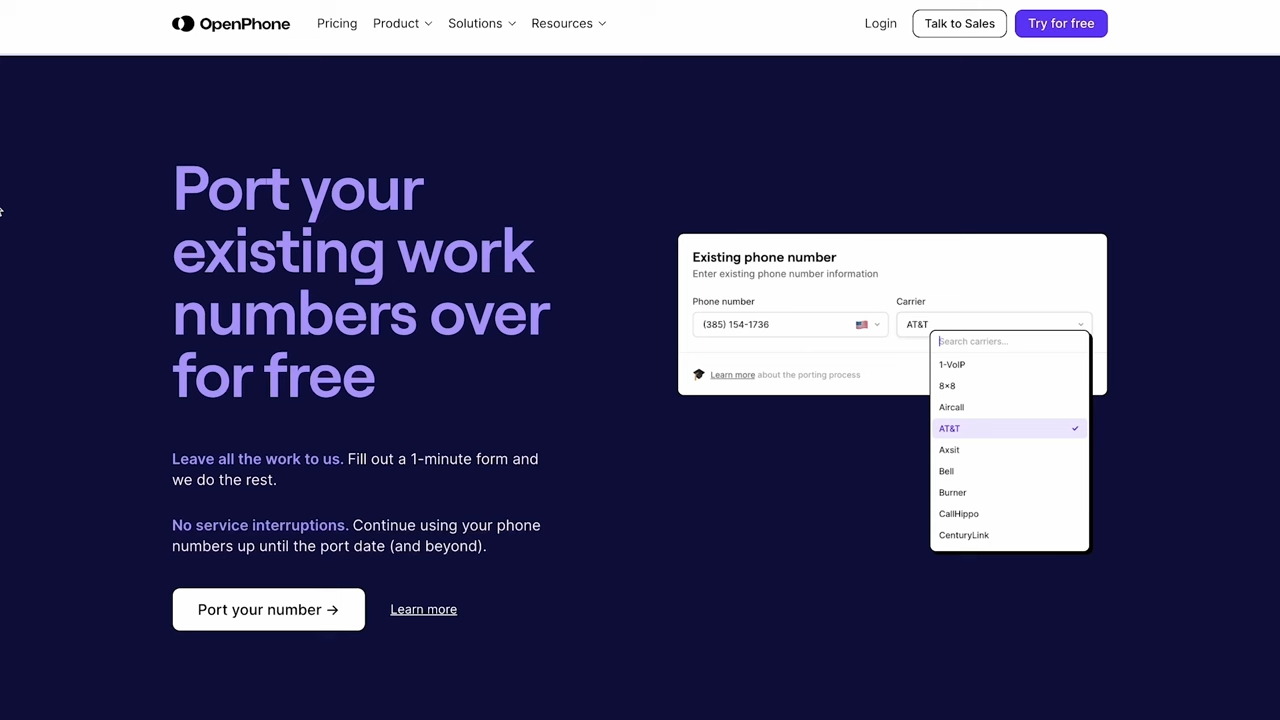 OpenPhone
Pricing
Product
Solutions
Resources
Login
Talk to Sales
Try for free
Port your
existing work
numbers over
for free
Leave all the work to us. Fill out a 1-minute form and
we do the rest.
No service interruptions. Continue using your phone
numbers up until the port date (and beyond).
Port your number →
Learn more
Existing phone number
Enter existing phone number information
Phone number
(385) 154-1736
Carrier
AT&T
Search carriers...
1-VoIP
8x8
Aircall
AT&T
Axsit
Bell
Burner
CallHippo
CenturyLink
Learn more about the porting process